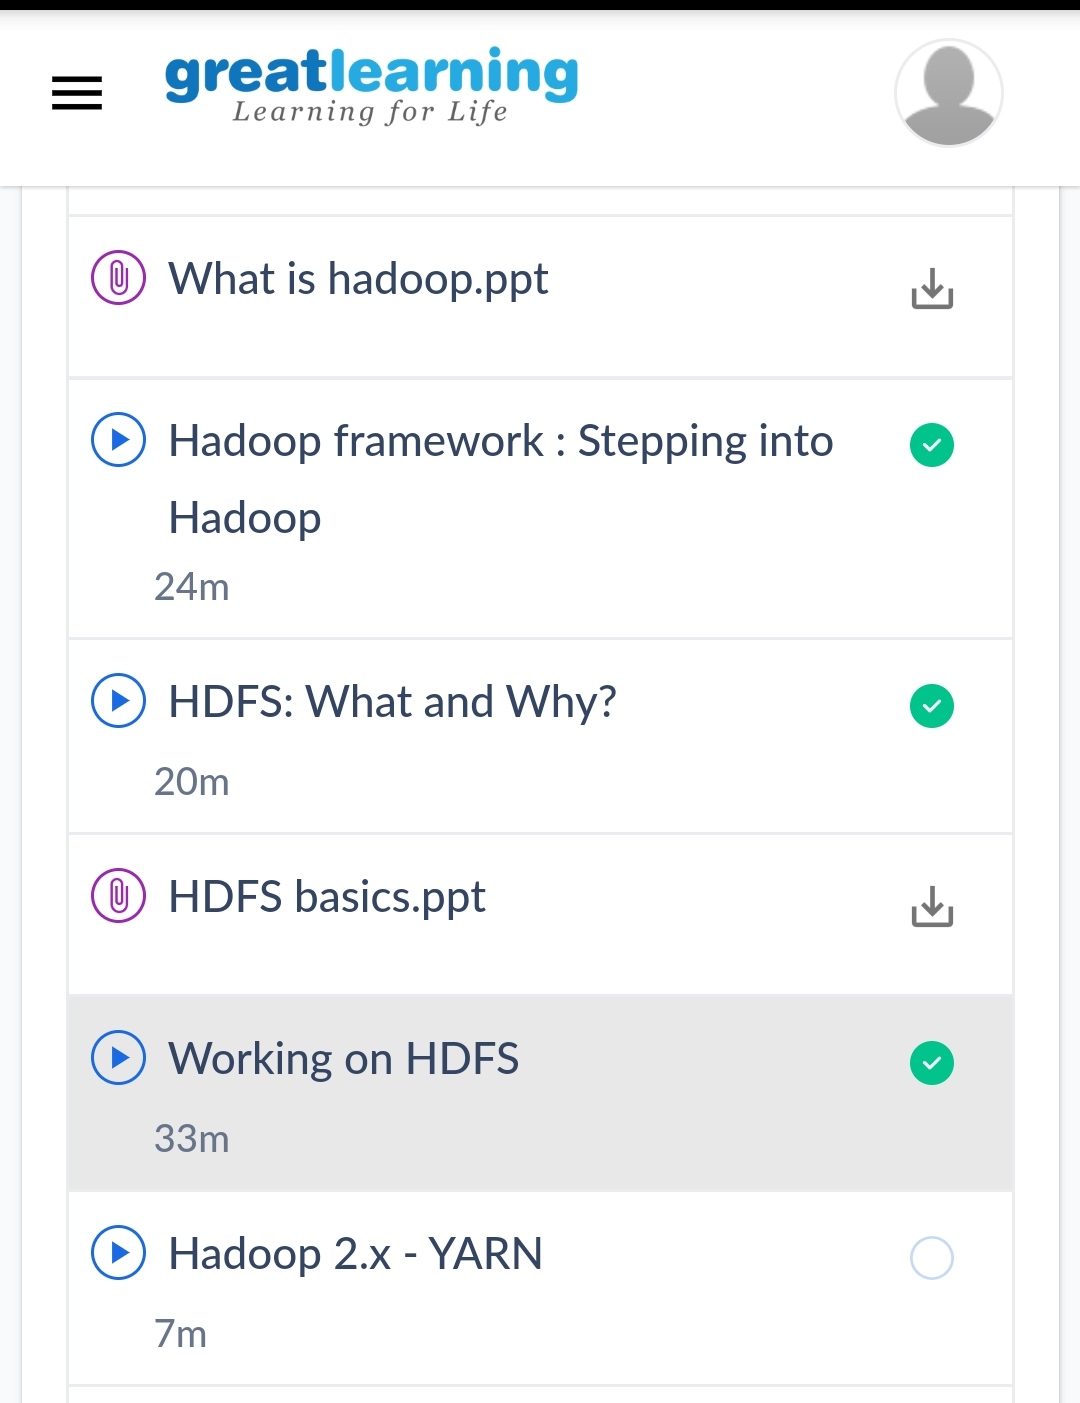 greatlearning
Learning for Life
What is hadoop.ppt
Hadoop framework : Stepping into
Hadoop
24m
HDFS: What and Why?
20m
HDFS basics.ppt
Working on HDFS
33m
Hadoop 2.x - YARN
7m